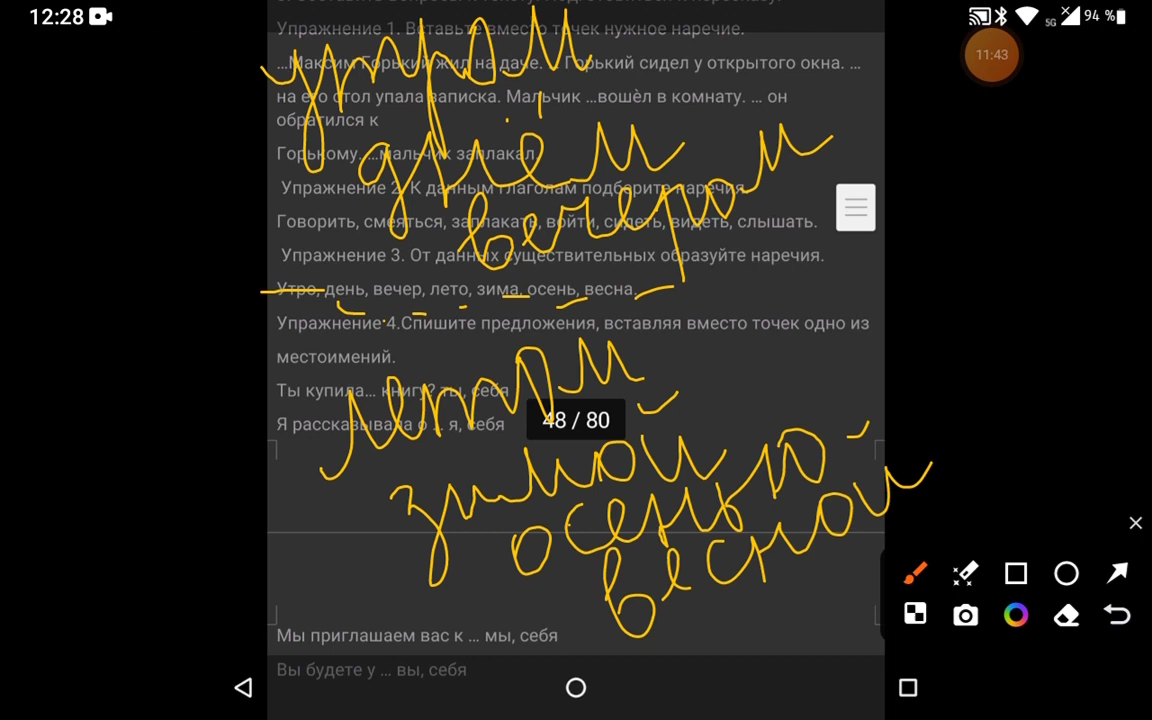 12:28
5G 94 %
11:43
Упражнение 1. Вставьте вместо точек нужное наречие.
…Максим Горький жил на даче. … Горький сидел у открытого окна. …
на его стол упала записка. Мальчик …вошѐл в комнату. … он
обратился к
Горькому. …мальчик заплакал.
Упражнение 2. К данным глаголам подберите наречия.
Говорить, смеяться, заплакать, войти, сидеть, видеть, слышать.
Упражнение 3. От данных существительных образуйте наречия.
Утро, день, вечер, лето, зима, осень, весна.
Упражнение 4.Спишите предложения, вставляя вместо точек одно из
местоимений.
Ты купила… книгу? ты, себя
Я рассказывала о … я, себя
48 / 80
Мы приглашаем вас к … мы, себя
Вы будете у … вы, себя
утром
днём
вечером
летом
зимой
осенью
весной